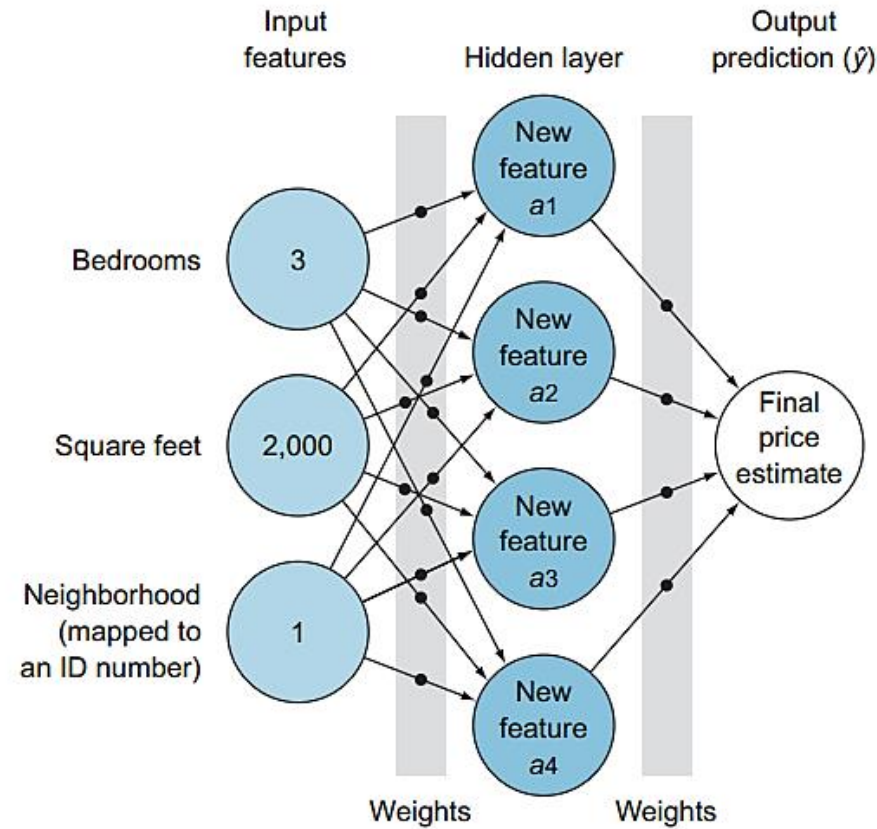 Input
features
Hidden layer
Output
prediction (ŷ)
Bedrooms
3
Square feet
2,000
Neighborhood
(mapped to
an ID number)
1
New
feature
a1
New
feature
a2
New
feature
a3
New
feature
a4
Final
price
estimate
Weights
Weights